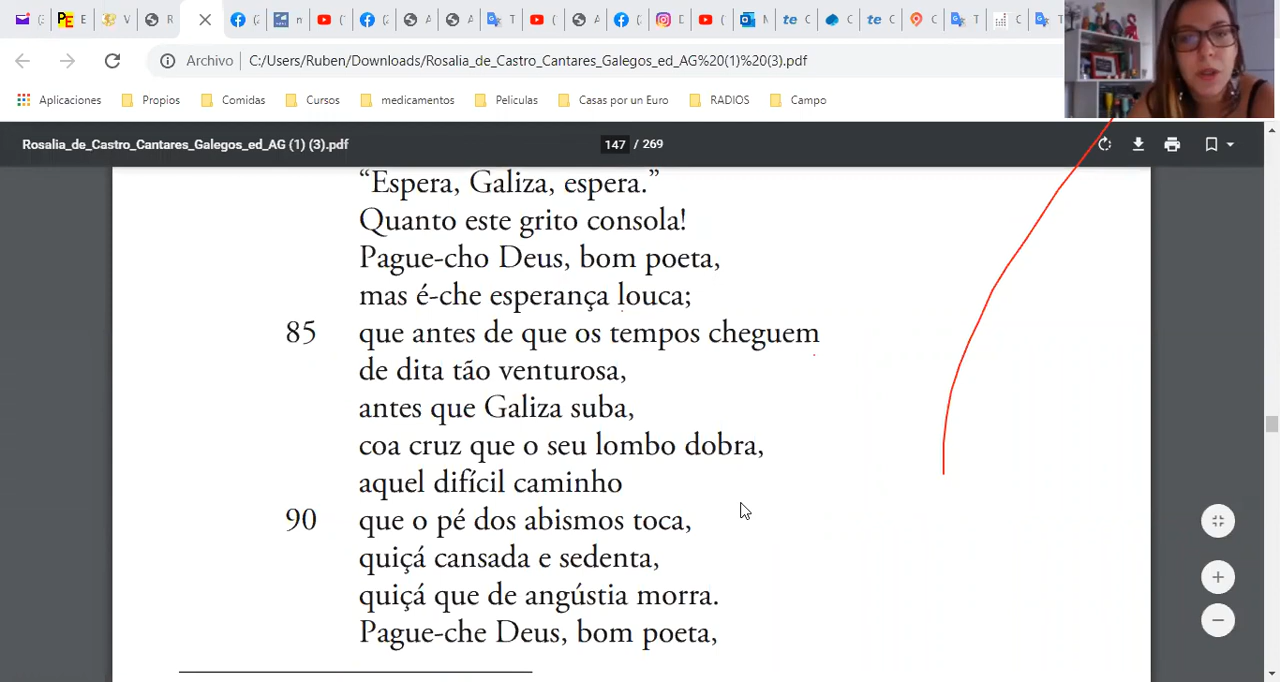 Archivo C:/Users/Ruben/Downloads/Rosalia_de_Castro_Cantares_Galegos_ed_AG%20(1)%20(3).pdf
Aplicaciones Propios Comidas Cursos medicamentos Peliculas Casas por un Euro RADIOS Campo
Rosalia_de_Castro_Cantares_Galegos_ed_AG (1) (3).pdf 147 / 269
“Espera, Galiza, espera.”
Quanto este grito consola!
Pague-cho Deus, bom poeta,
mas é-che esperança louca;
85 que antes de que os tempos cheguem
de dita tão venturosa,
antes que Galiza suba,
coa cruz que o seu lombo dobra,
aquel difícil caminho
90 que o pé dos abismos toca,
quiçá cansada e sedenta,
quiçá que de angústia morra.
Pague-che Deus, bom poeta,